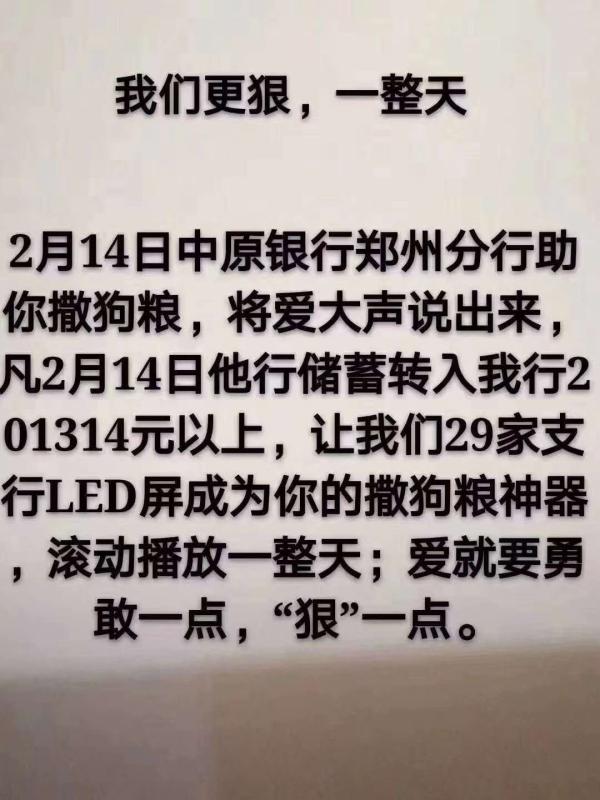 我们更狠，一整天
2月14日中原银行郑州分行助
你撒狗粮，将爱大声说出来，
凡2月14日他行储蓄转入我行2
01314元以上，让我们29家支
行LED屏成为你的撒狗粮神器
，滚动播放一整天；爱就要勇
敢一点，“狠”一点。